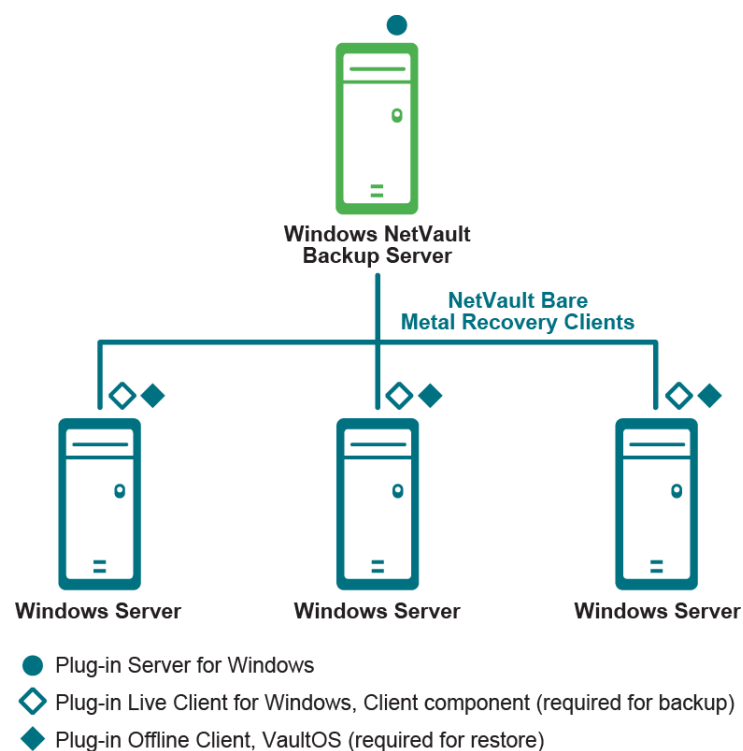 Windows NetVault
Backup Server
NetVault Bare
Metal Recovery Clients
Windows Server
Windows Server
Windows Server
Plug-in Server for Windows
Plug-in Live Client for Windows, Client component (required for backup)
Plug-in Offline Client, VaultOS (required for restore)